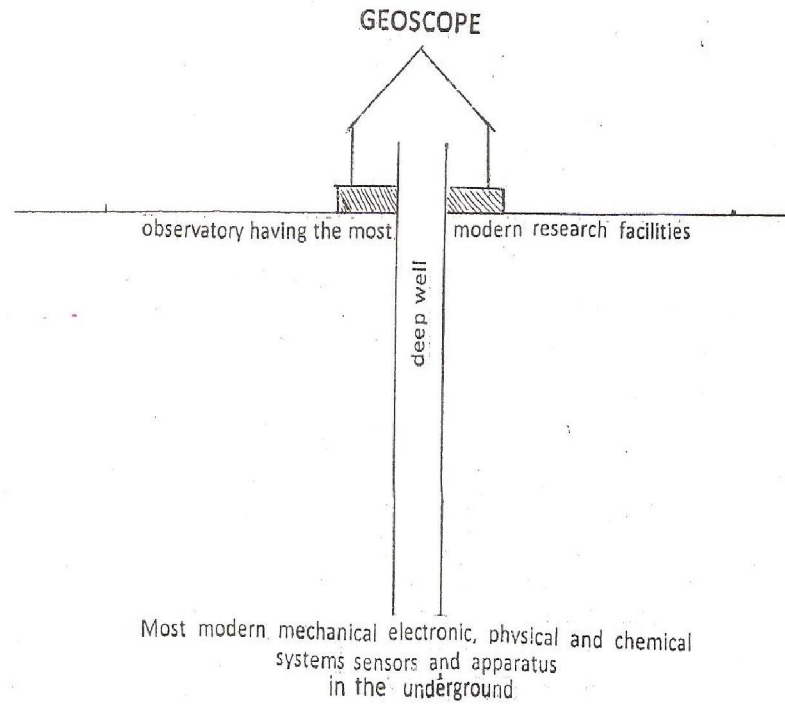 GEOSCOPE
observatory having the most modern research facilities
deep well
Most modern mechanical electronic, physical and chemical
systems sensors and apparatus
in the underground